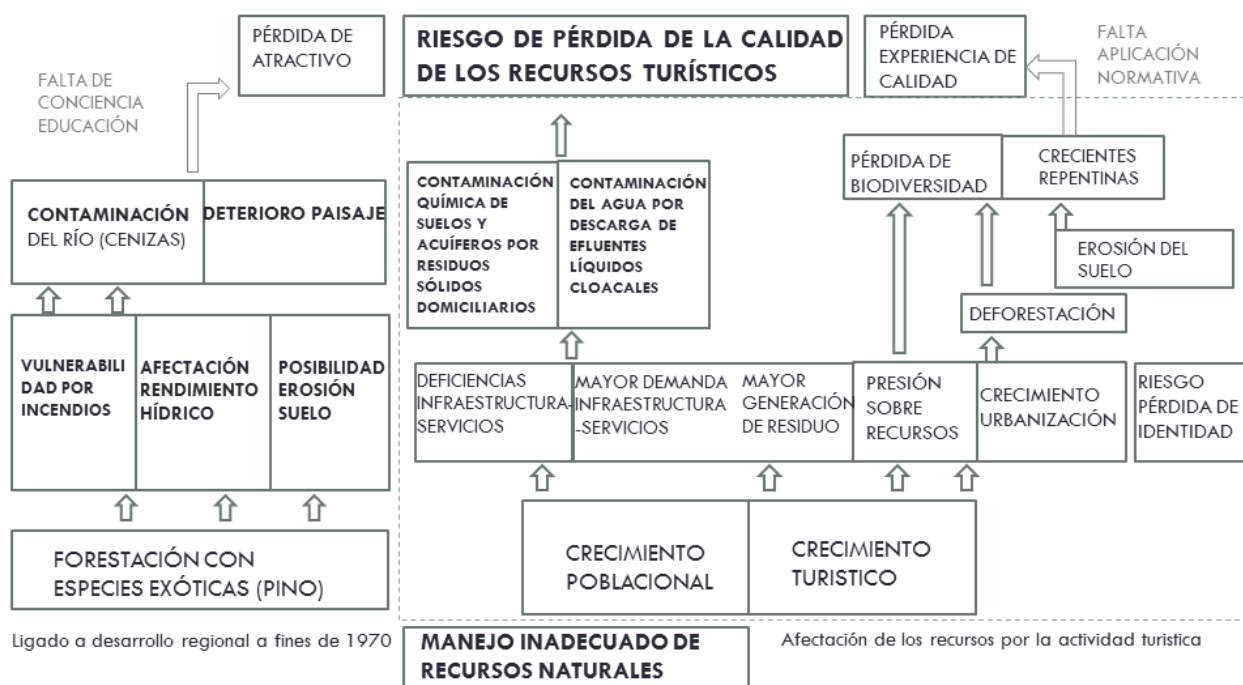 PÉRDIDA DE
ATRACTIVO
RIESGO DE PÉRDIDA DE LA CALIDAD
DE LOS RECURSOS TURÍSTICOS
PÉRDIDA
EXPERIENCIA DE
CALIDAD
FALTA
APLICACIÓN
NORMATIVA
FALTA DE
CONCIENCIA
EDUCACIÓN
CONTAMINACIÓN
DEL RÍO (CENIZAS)
DETERIORO PAISAJE
CONTAMINACIÓN
QUÍMICA DE
SUELOS Y
ACUÍFEROS POR
RESIDUOS
SÓLIDOS
DOMICILIARIOS
CONTAMINACIÓN
DEL AGUA POR
DESCARGA DE
EFLUENTES
LÍQUIDOS
CLOACALES
PÉRDIDA DE
BIODIVERSIDAD
CRECIENTES
REPENTINAS
EROSIÓN DEL
SUELO
DEFORESTACIÓN
VULNERABILI
DAD POR
INCENDIOS
AFECTACIÓN
RENDIMIENTO
HÍDRICO
POSIBILIDAD
EROSIÓN
SUELO
DEFICIENCIAS
INFRAESTRUCTURA-
SERVICIOS
MAYOR DEMANDA
INFRAESTRUCTURA
-SERVICIOS
MAYOR
GENERACIÓN
DE RESIDUO
PRESIÓN
SOBRE
RECURSOS
CRECIMIENTO
URBANIZACIÓN
RIESGO
PÉRDIDA DE
IDENTIDAD
FORESTACIÓN CON
ESPECIES EXÓTICAS (PINO)
CRECIMIENTO
POBLACIONAL
CRECIMIENTO
TURISTICO
Ligado a desarrollo regional a fines de 1970
MANEJO INADECUADO DE
RECURSOS NATURALES
Afectación de los recursos por la actividad turistica